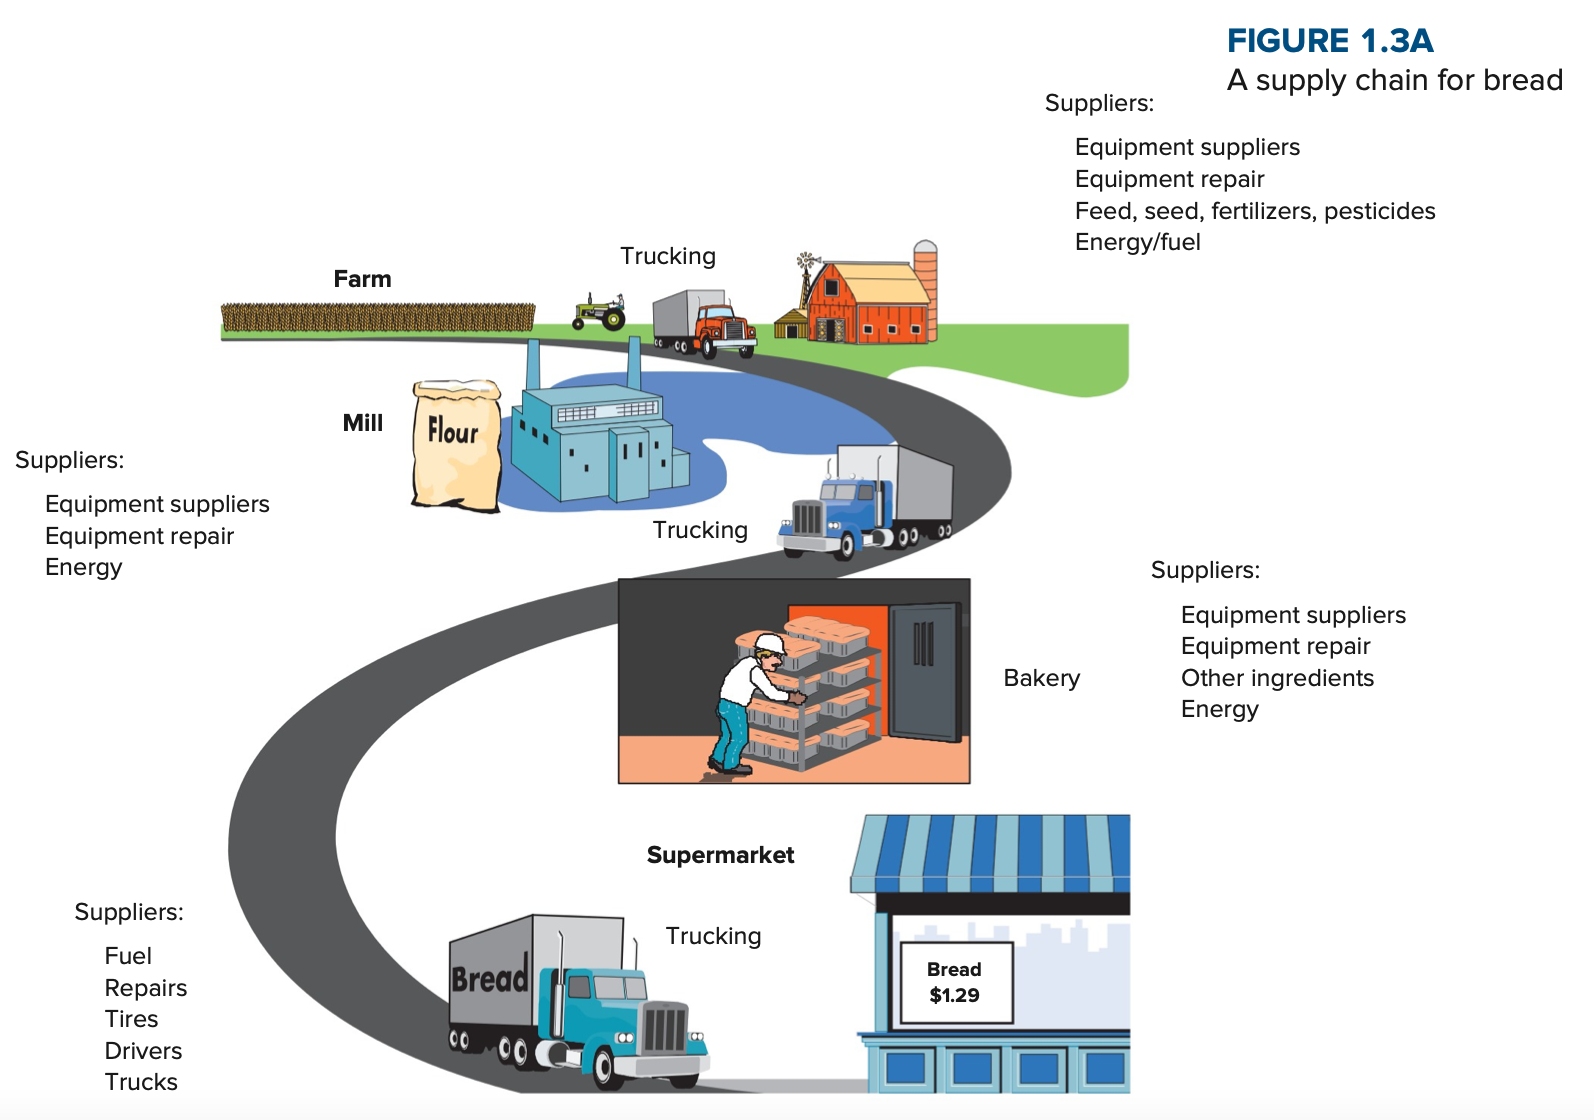 FIGURE 1.3A
A supply chain for bread
Suppliers:
Equipment suppliers
Equipment repair
Feed, seed, fertilizers, pesticides
Energy/fuel
Trucking
Farm
Mill
Flour
Suppliers:
Equipment suppliers
Equipment repair
Energy
Trucking
Suppliers:
Equipment suppliers
Equipment repair
Other ingredients
Energy
Bakery
Supermarket
Suppliers:
Fuel
Repairs
Tires
Drivers
Trucks
Trucking
Bread
Bread
$1.29